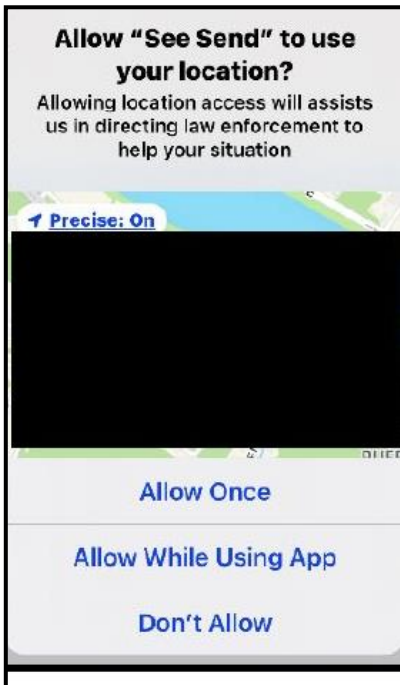 Allow “See Send” to use
your location?
Allowing location access will assists
us in directing law enforcement to
help your situation
Precise: On
Allow Once
Allow While Using App
Don’t Allow